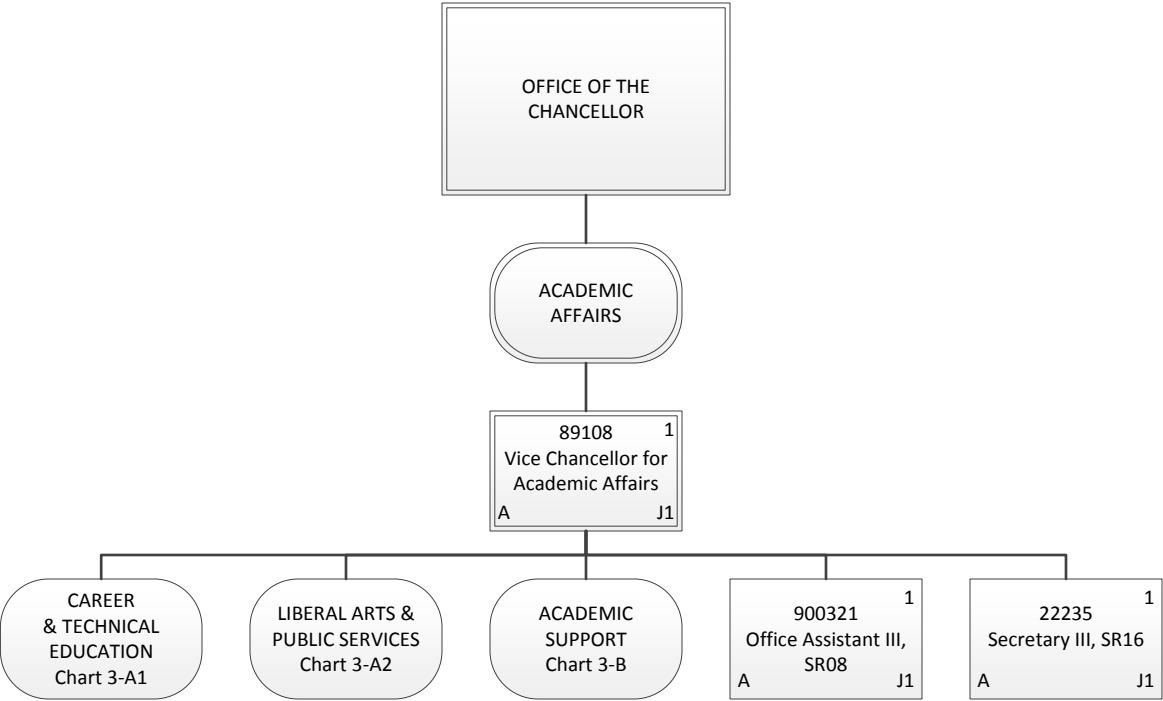 OFFICE OF THE
CHANCELLOR
ACADEMIC
AFFAIRS
89108 1
Vice Chancellor for
Academic Affairs
A J1
CAREER
& TECHNICAL
EDUCATION
Chart 3-A1
LIBERAL ARTS &
PUBLIC SERVICES
Chart 3-A2
ACADEMIC
SUPPORT
Chart 3-B
1
900321
Office Assistant III,
SR08
A J1
1
22235
Secretary III, SR16
A J1